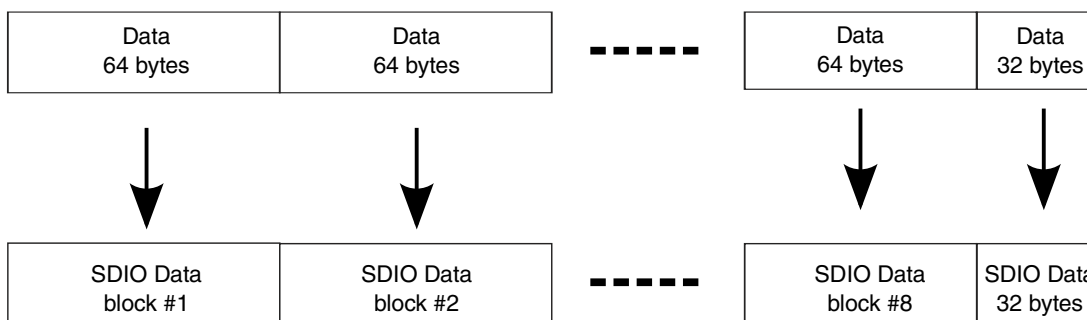 Data
64 bytes
Data
64 bytes
Data
64 bytes
Data
32 bytes
SDIO Data
block #1
SDIO Data
block #2
SDIO Data
block #8
SDIO Data
32 bytes